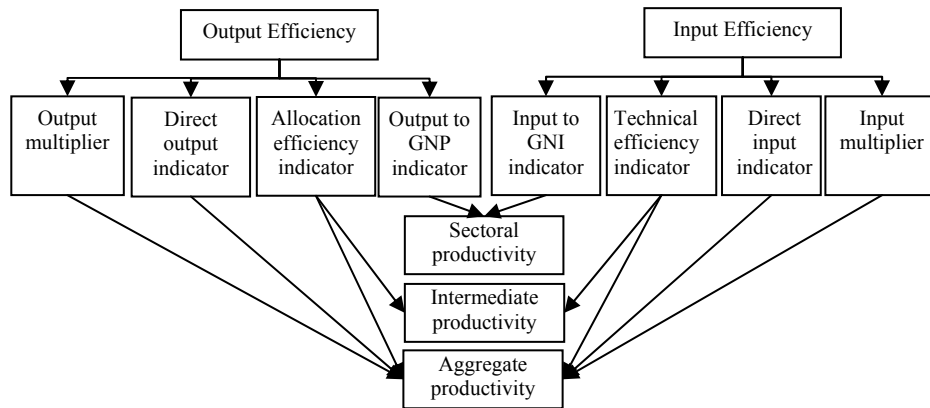 Output Efficiency
Input Efficiency
Output
multiplier
Direct
output
indicator
Allocation
efficiency
indicator
Output to
GNP
indicator
Input to
GNI
indicator
Technical
efficiency
indicator
Direct
input
indicator
Input
multiplier
Sectoral
productivity
Intermediate
productivity
Aggregate
productivity